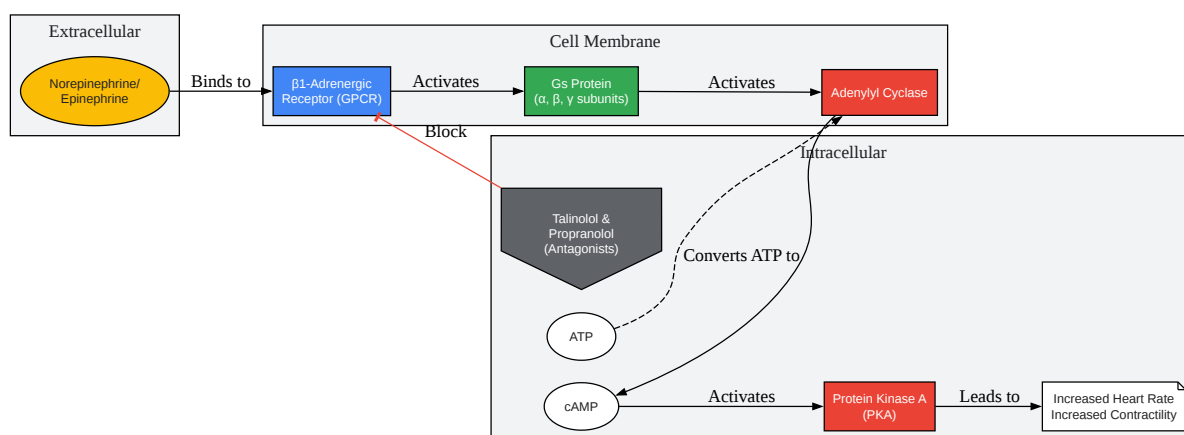 Extracellular
Cell Membrane
Norepinephrine/
Epinephrine
Binds to
β1-Adrenergic
Receptor (GPCR)
Activates
Gs Protein
(α, β, γ subunits)
Activates
Adenylyl Cyclase
Block
Intracellular
Talinolol &
Propranolol
(Antagonists)
Converts ATP to
ATP
cAMP
Activates
Protein Kinase A
(PKA)
Leads to
Increased Heart Rate
Increased Contractility